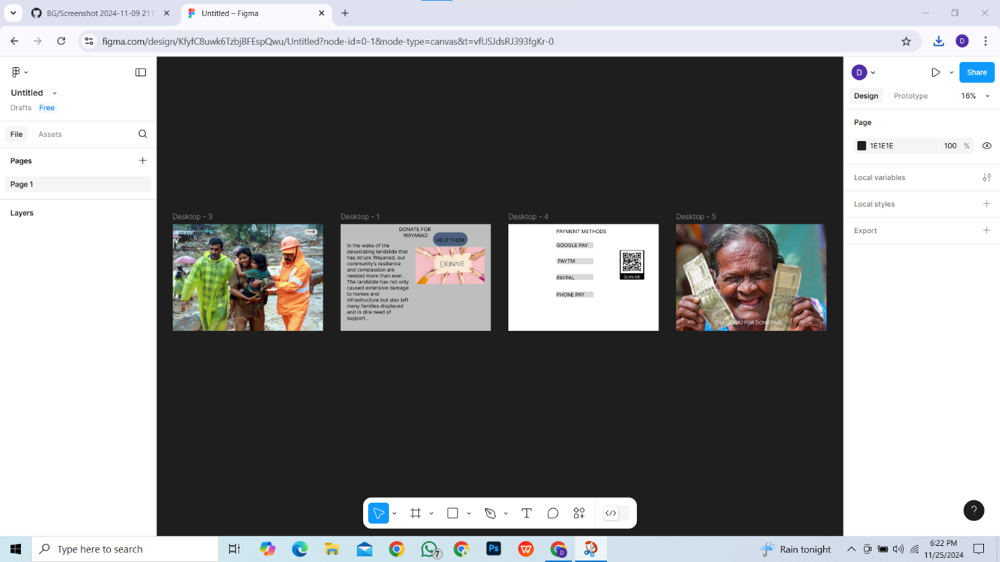 BG/Screenshot 2024-11-09 211
Untitled – Figma
figma.com/design/KfyfC8uwk6TzbjBFEspQwu/Untitled?node-id=0-1&node-type=canvas&t=vfUSJdsRJ393fgKr-0
D
Untitled
Drafts Free
File Assets
Pages
Page 1
Layers
Desktop - 3
PRAY FOR
WAYANAD
Desktop - 1
DONATE FOR
WAYANAD
HELP THEM
In the wake of the
devastating landslide that
has struck Wayanad, our
community's resilience
and compassion are
needed more than ever.
The landslide has not only
caused extensive damage
to homes and
infrastructure but also left
many families displaced
and in dire need of
support..
DONATE
Desktop - 4
PAYMENT METHODS
GOOGLE PAY
PAYTM
PAYPAL
PHONE PAY
SCAN ME
Desktop - 5
THANKYOU FOR DONATING
D
Share
Design Prototype 16%
Page
1E1E1E 100 %
Local variables
Local styles
Export
?
Type here to search
7
Ps
W
D
Rain tonight
6:22 PM
11/25/2024